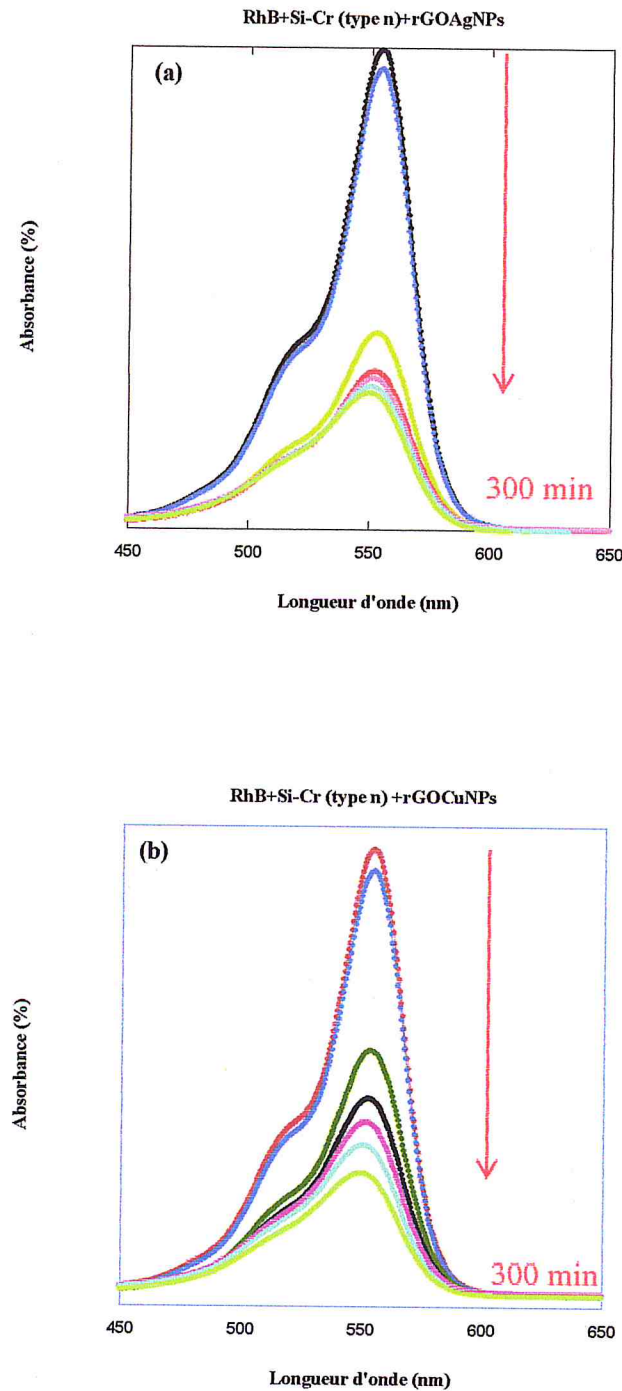 RhB+Si-Cr (type n)+rGOAgNPs
(a)
Absorbance (%)
300 min
450 500 550 600 650
Longueur d'onde (nm)
RhB+Si-Cr (type n) +rGOCuNPs
(b)
Absorbance (%)
300 min
450 500 550 600 650
Longueur d'onde (nm)